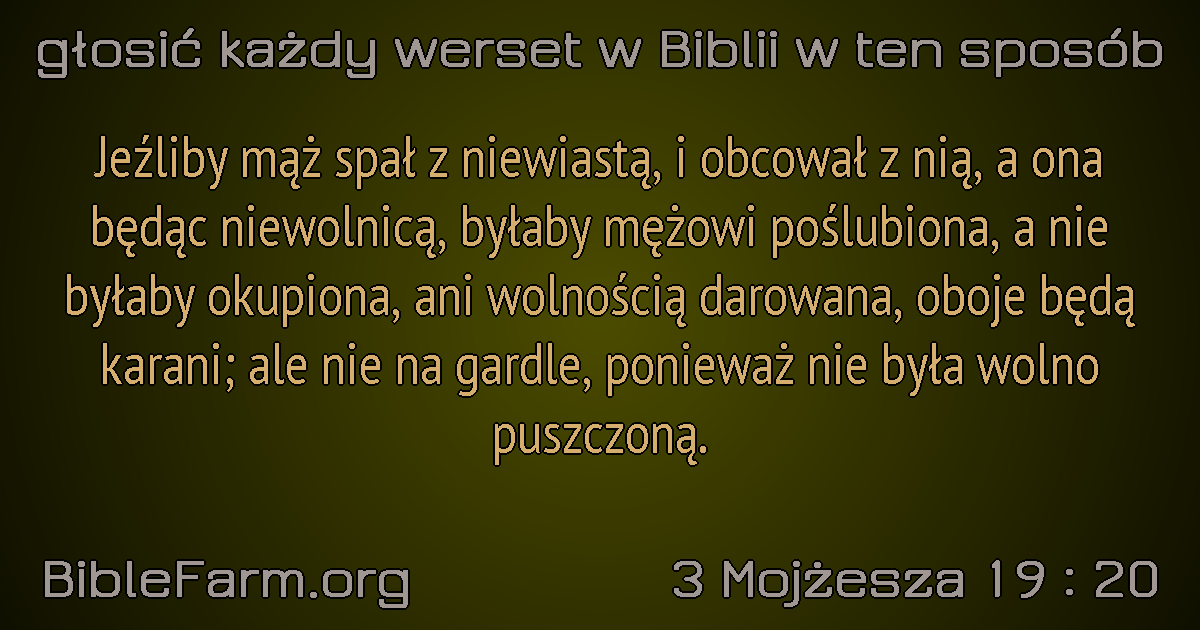 głosić każdy werset w Biblii w ten sposób
Jeźliby mąż spał z niewiastą, i obcował z nią, a ona
będąc niewolnicą, byłaby mężowi poślubiona, a nie
byłaby okupiona, ani wolnością darowana, oboje będą
karani; ale nie na gardle, ponieważ nie była wolno
puszczoną.
BibleFarm.org
3 Mojżesza 19 : 20